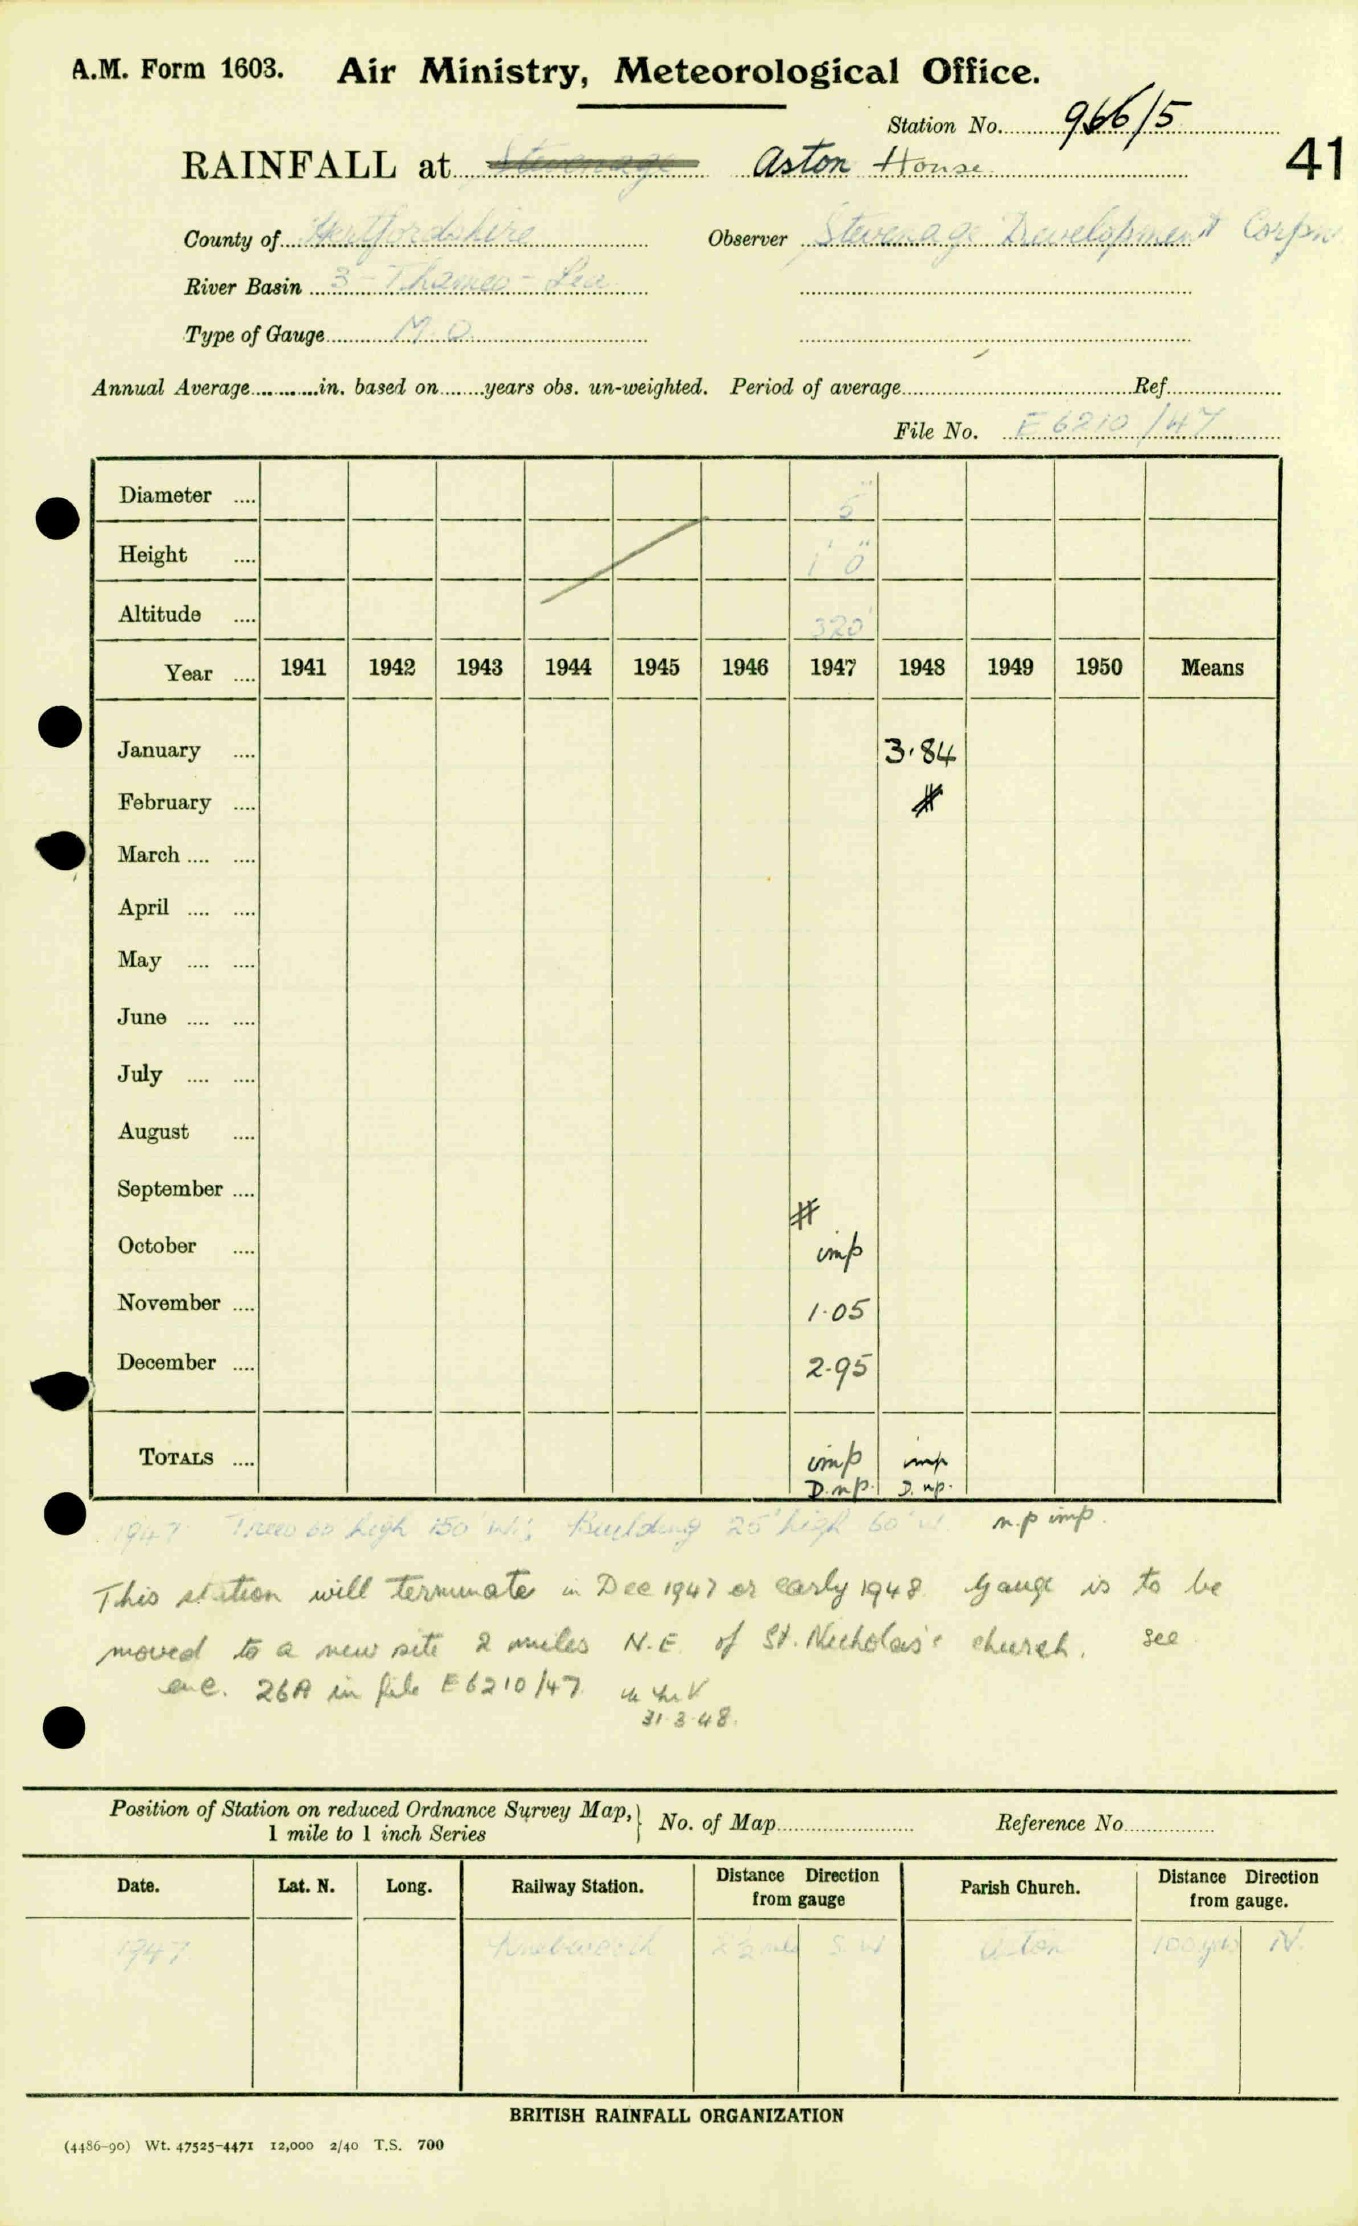 A.M. Form 1603. Air Ministry, Meteorological Office.
Station No. 966/5
RAINFALL at Stevenage Aston House
41
County of Hertfordshire Observer Stevenage Development Corpn
River Basin 3 - Thames - Lea
Type of Gauge M.O.
Annual Average in. based on years obs. un-weighted. Period of average Ref.
File No. E 6210/47
Diameter .... 5"
Height .... 1' 0"
Altitude .... 320'
Year .... 1941 1942 1943 1944 1945 1946 1947 1948 1949 1950 Means
January .... 3.84
February .... #
March .... ....
April .... ....
May .... ....
June .... ....
July .... ....
August ....
September ....
#
October .... imp
November .... 1.05
December .... 2.95
TOTALS .... imp imp
D.np. D.np.
1947 Trees 60' high 150' W.; Building 25' high 60' W. n.p imp.
This station will terminate in Dec 1947 or early 1948. Gauge is to be
moved to a new site 2 miles N.E. of St. Nicholas's church. see
enc. 26A in file E6210/47.
31.3.48.
Position of Station on reduced Ordnance Survey Map,} No. of Map Reference No.
1 mile to 1 inch Series
Date. Lat. N. Long. Railway Station. Distance Direction from gauge Parish Church. Distance Direction from gauge.
1947 Knebworth 2½ mls S.W Aston 100 yds N.
BRITISH RAINFALL ORGANIZATION
(4486-90) Wt. 47525-4471 12,000 2/40 T.S. 700